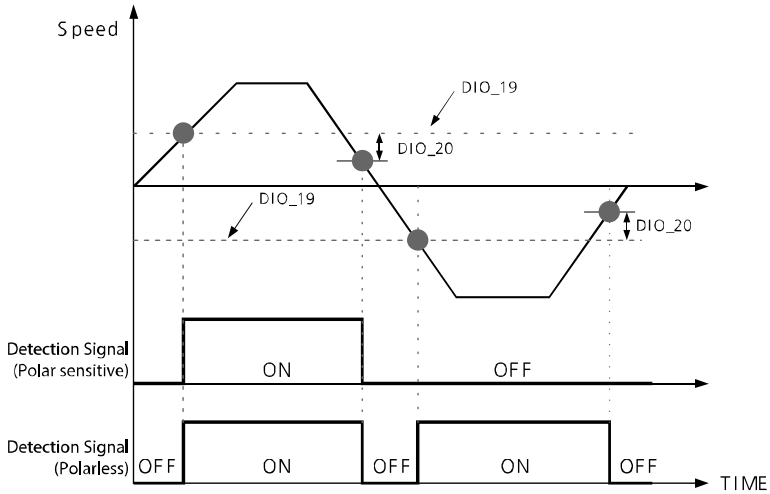 Speed
DIO_19
DIO_20
DIO_19
DIO_20
Detection Signal
(Polar sensitive)
ON
OFF
Detection Signal
(Polarless)
OFF
ON
OFF
ON
OFF
TIME